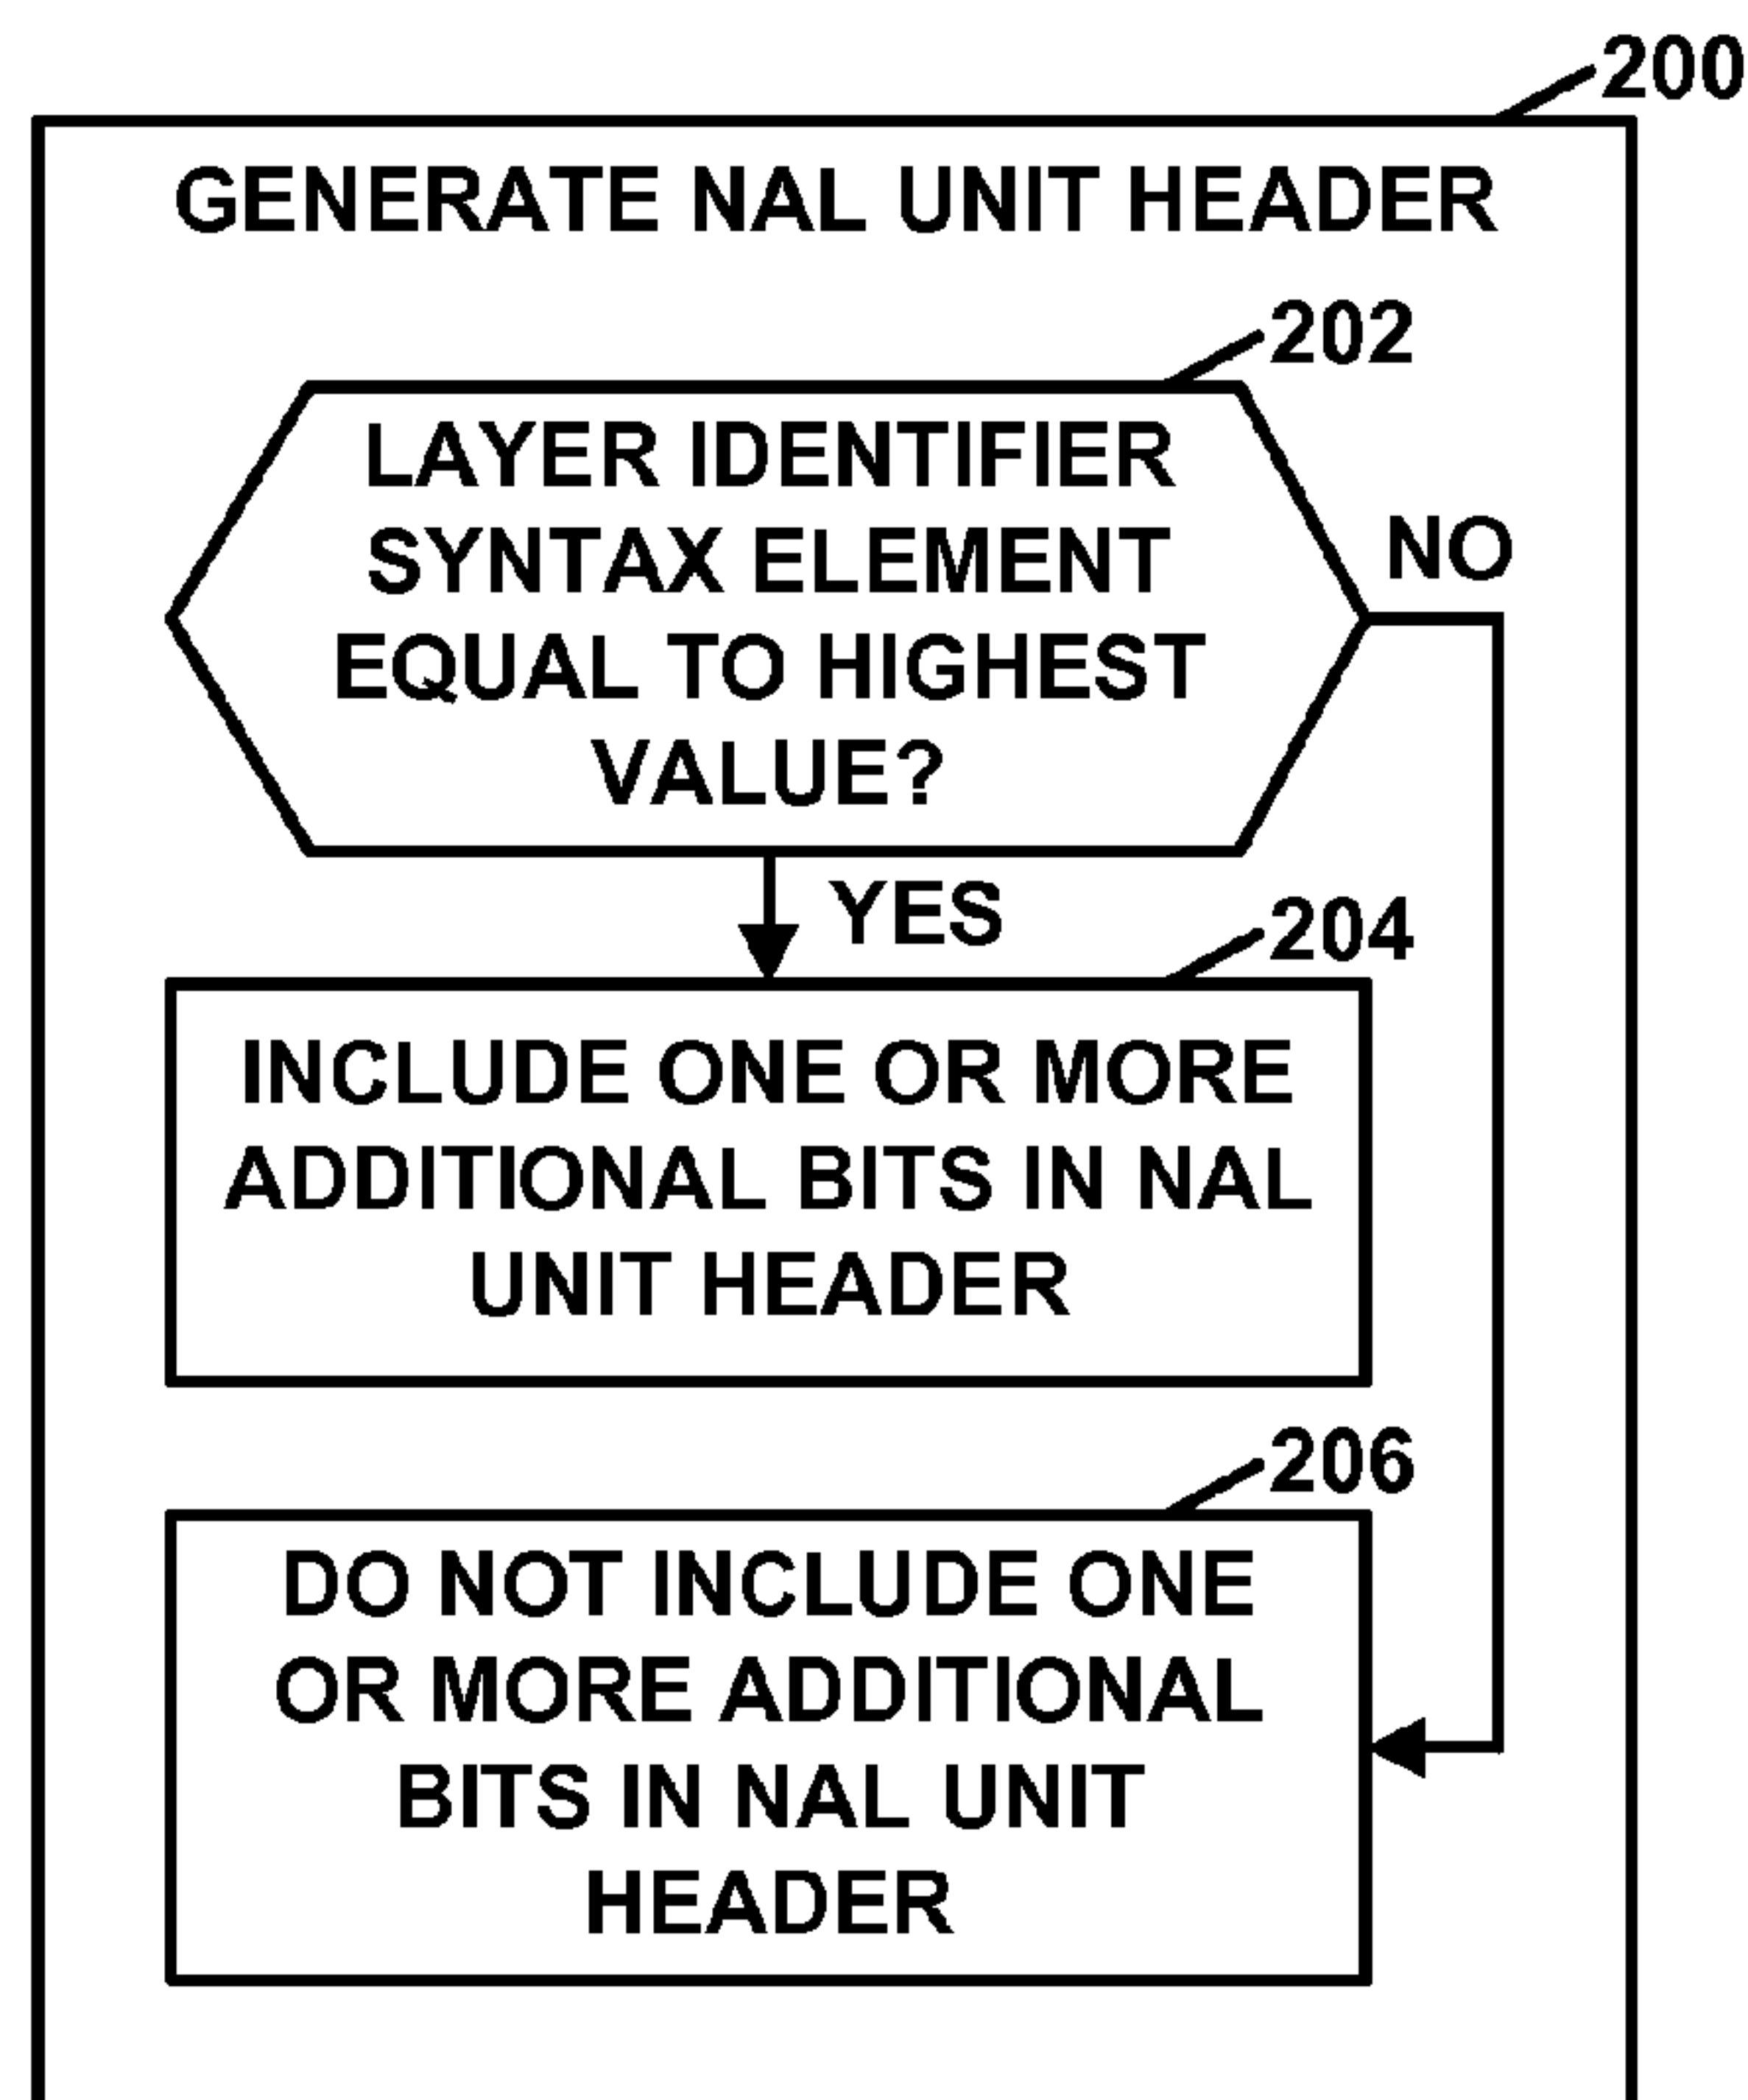 200
GENERATE NAL UNIT HEADER
202
LAYER IDENTIFIER
SYNTAX ELEMENT
EQUAL TO HIGHEST
VALUE?
NO
YES
204
INCLUDE ONE OR MORE
ADDITIONAL BITS IN NAL
UNIT HEADER
206
DO NOT INCLUDE ONE
OR MORE ADDITIONAL
BITS IN NAL UNIT
HEADER